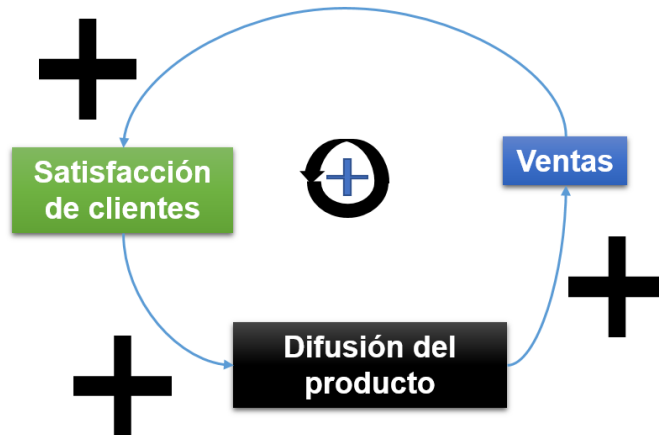 Satisfacción
de clientes
Ventas
Difusión del
producto